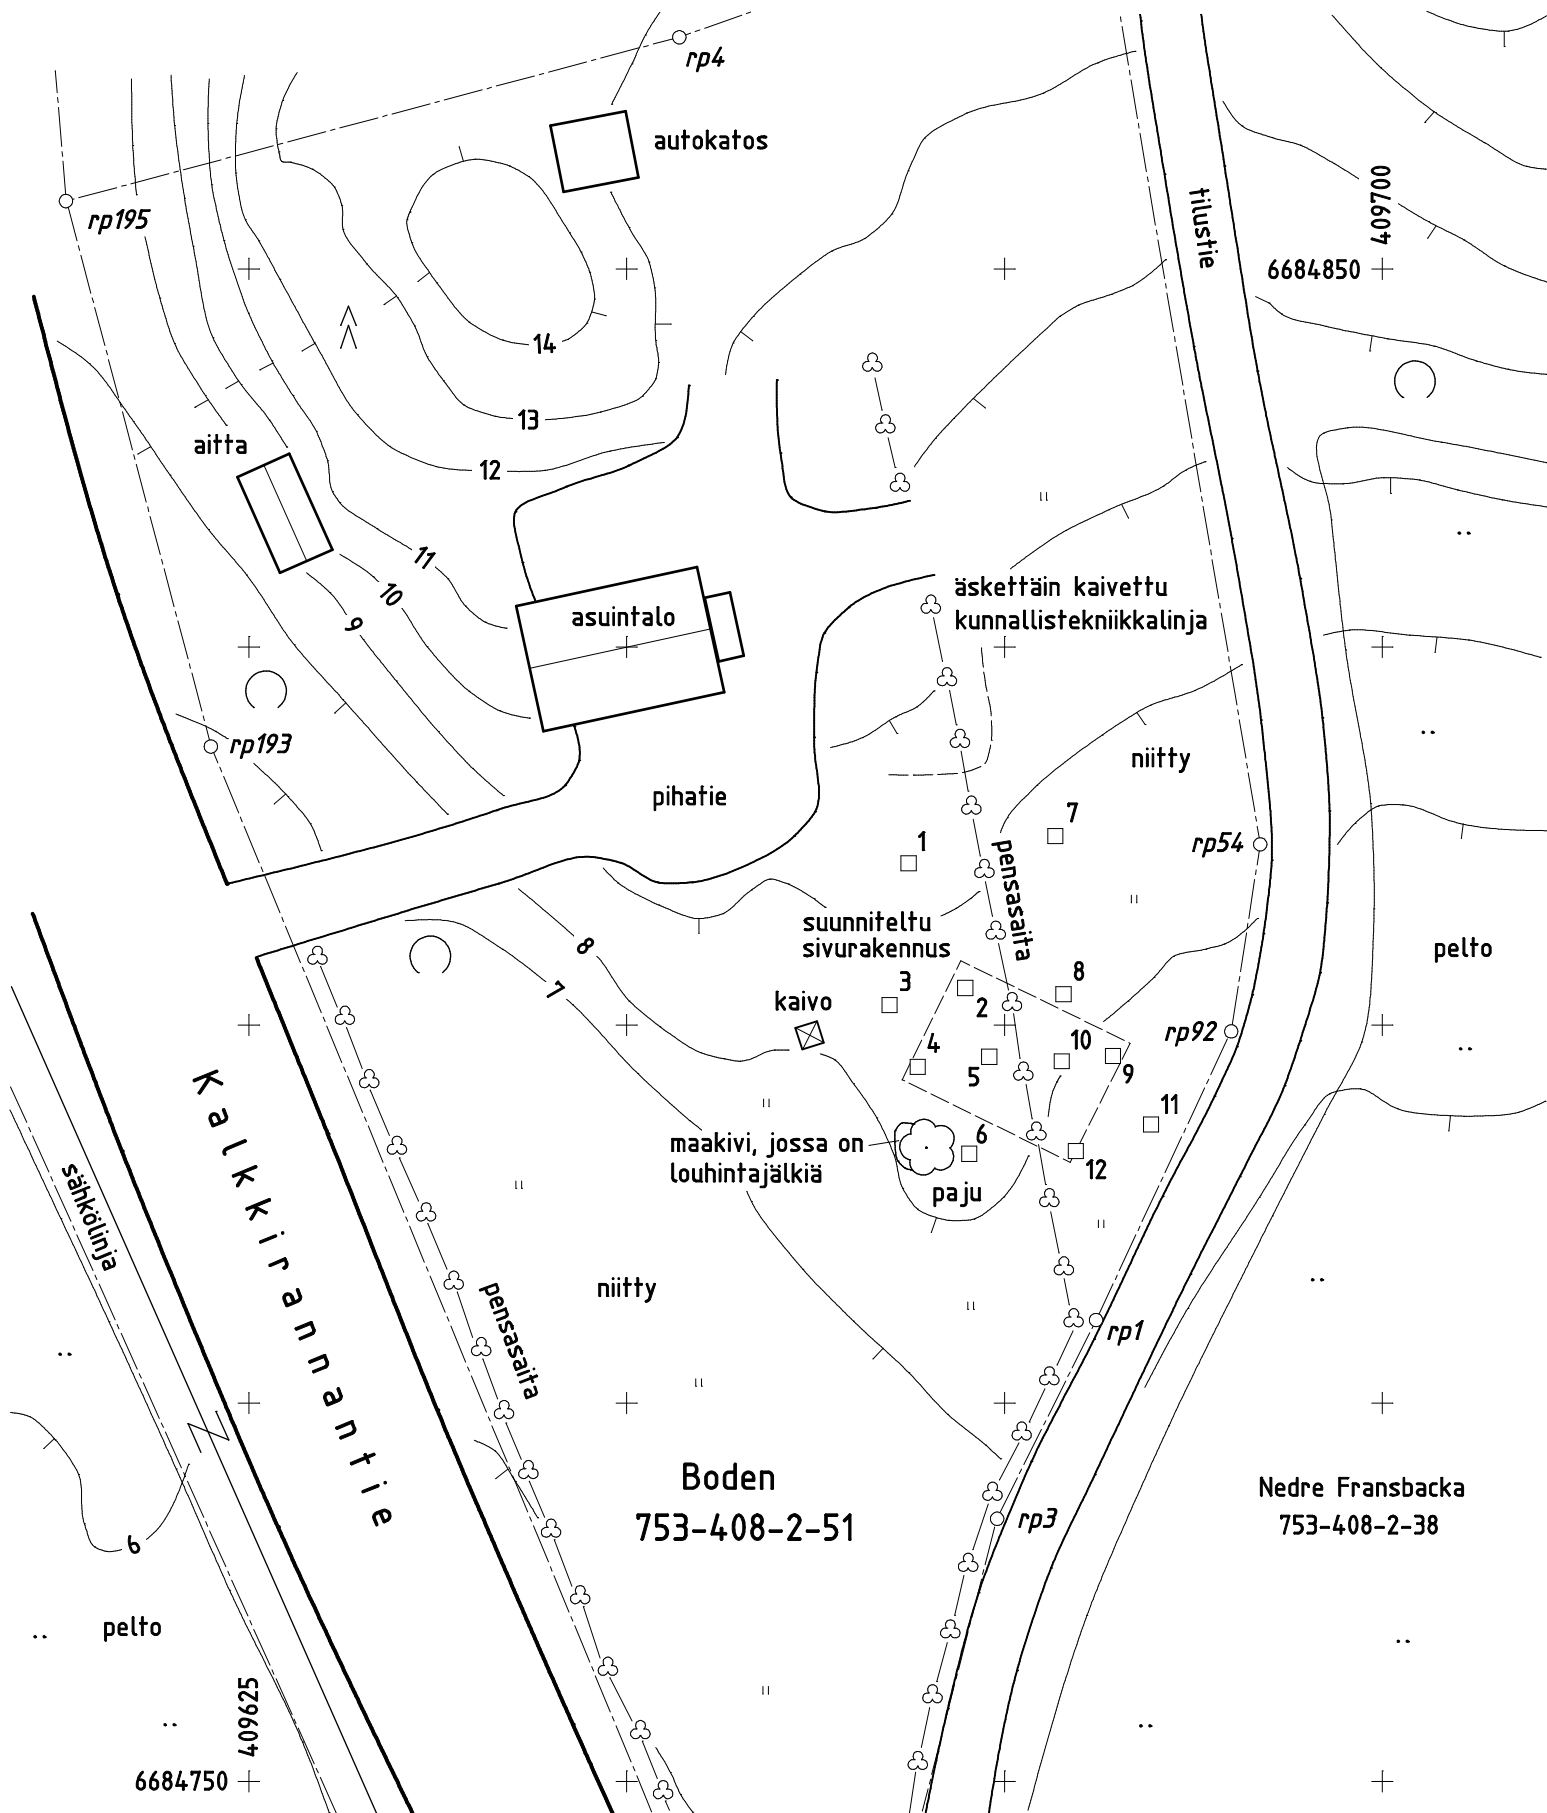 rp4
autokatos
rp195
tilustie
409700
6684850
14
13
12
aitta
11
10
9
asuintalo
äskettäin kaivettu
kunnallistekniikkalinja
rp193
niitty
pihatie
7
1
rp54
pensasaita
suunniteltu
sivurakennus
8
7
pelto
3
2
8
kaivo
rp92
4
5
10
9
11
maakivi, jossa on
louhintajälkiä
6
12
paju
Kalkkirannantie
sähkölinja
niitty
pensasaita
rp1
Boden
753-408-2-51
Nedre Fransbacka
753-408-2-38
rp3
6
pelto
409625
6684750